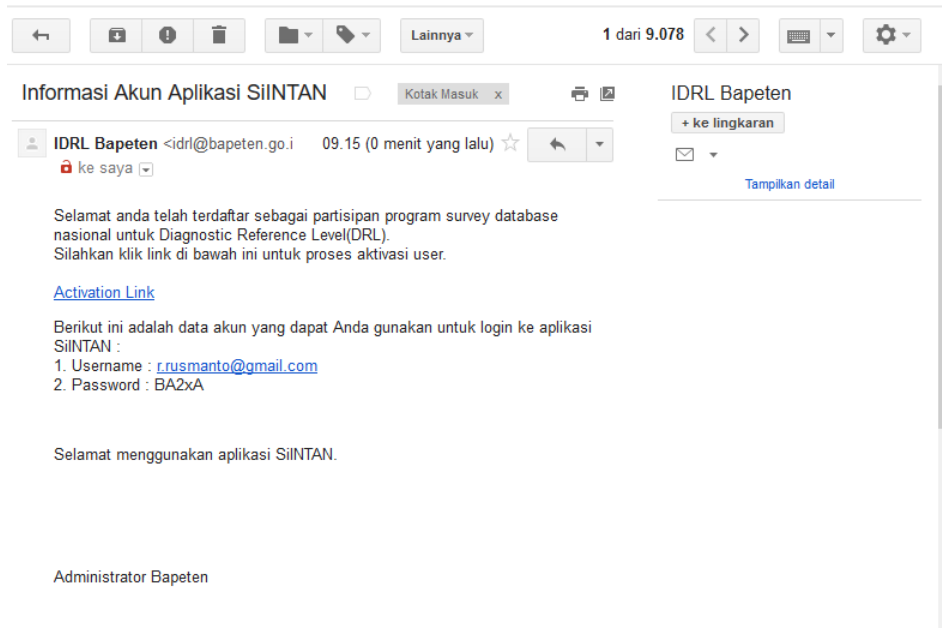 Lainnya
1 dari 9.078
Informasi Akun Aplikasi SiINTAN
Kotak Masuk x
IDRL Bapeten
+ ke lingkaran
Tampilkan detail
IDRL Bapeten <idrl@bapeten.go.i 09.15 (0 menit yang lalu)
ke saya
Selamat anda telah terdaftar sebagai partisipan program survey database
nasional untuk Diagnostic Reference Level(DRL).
Silahkan klik link di bawah ini untuk proses aktivasi user.
Activation Link
Berikut ini adalah data akun yang dapat Anda gunakan untuk login ke aplikasi
SiINTAN :
1. Username : r.rusmanto@gmail.com
2. Password : BA2xA
Selamat menggunakan aplikasi SiINTAN.
Administrator Bapeten